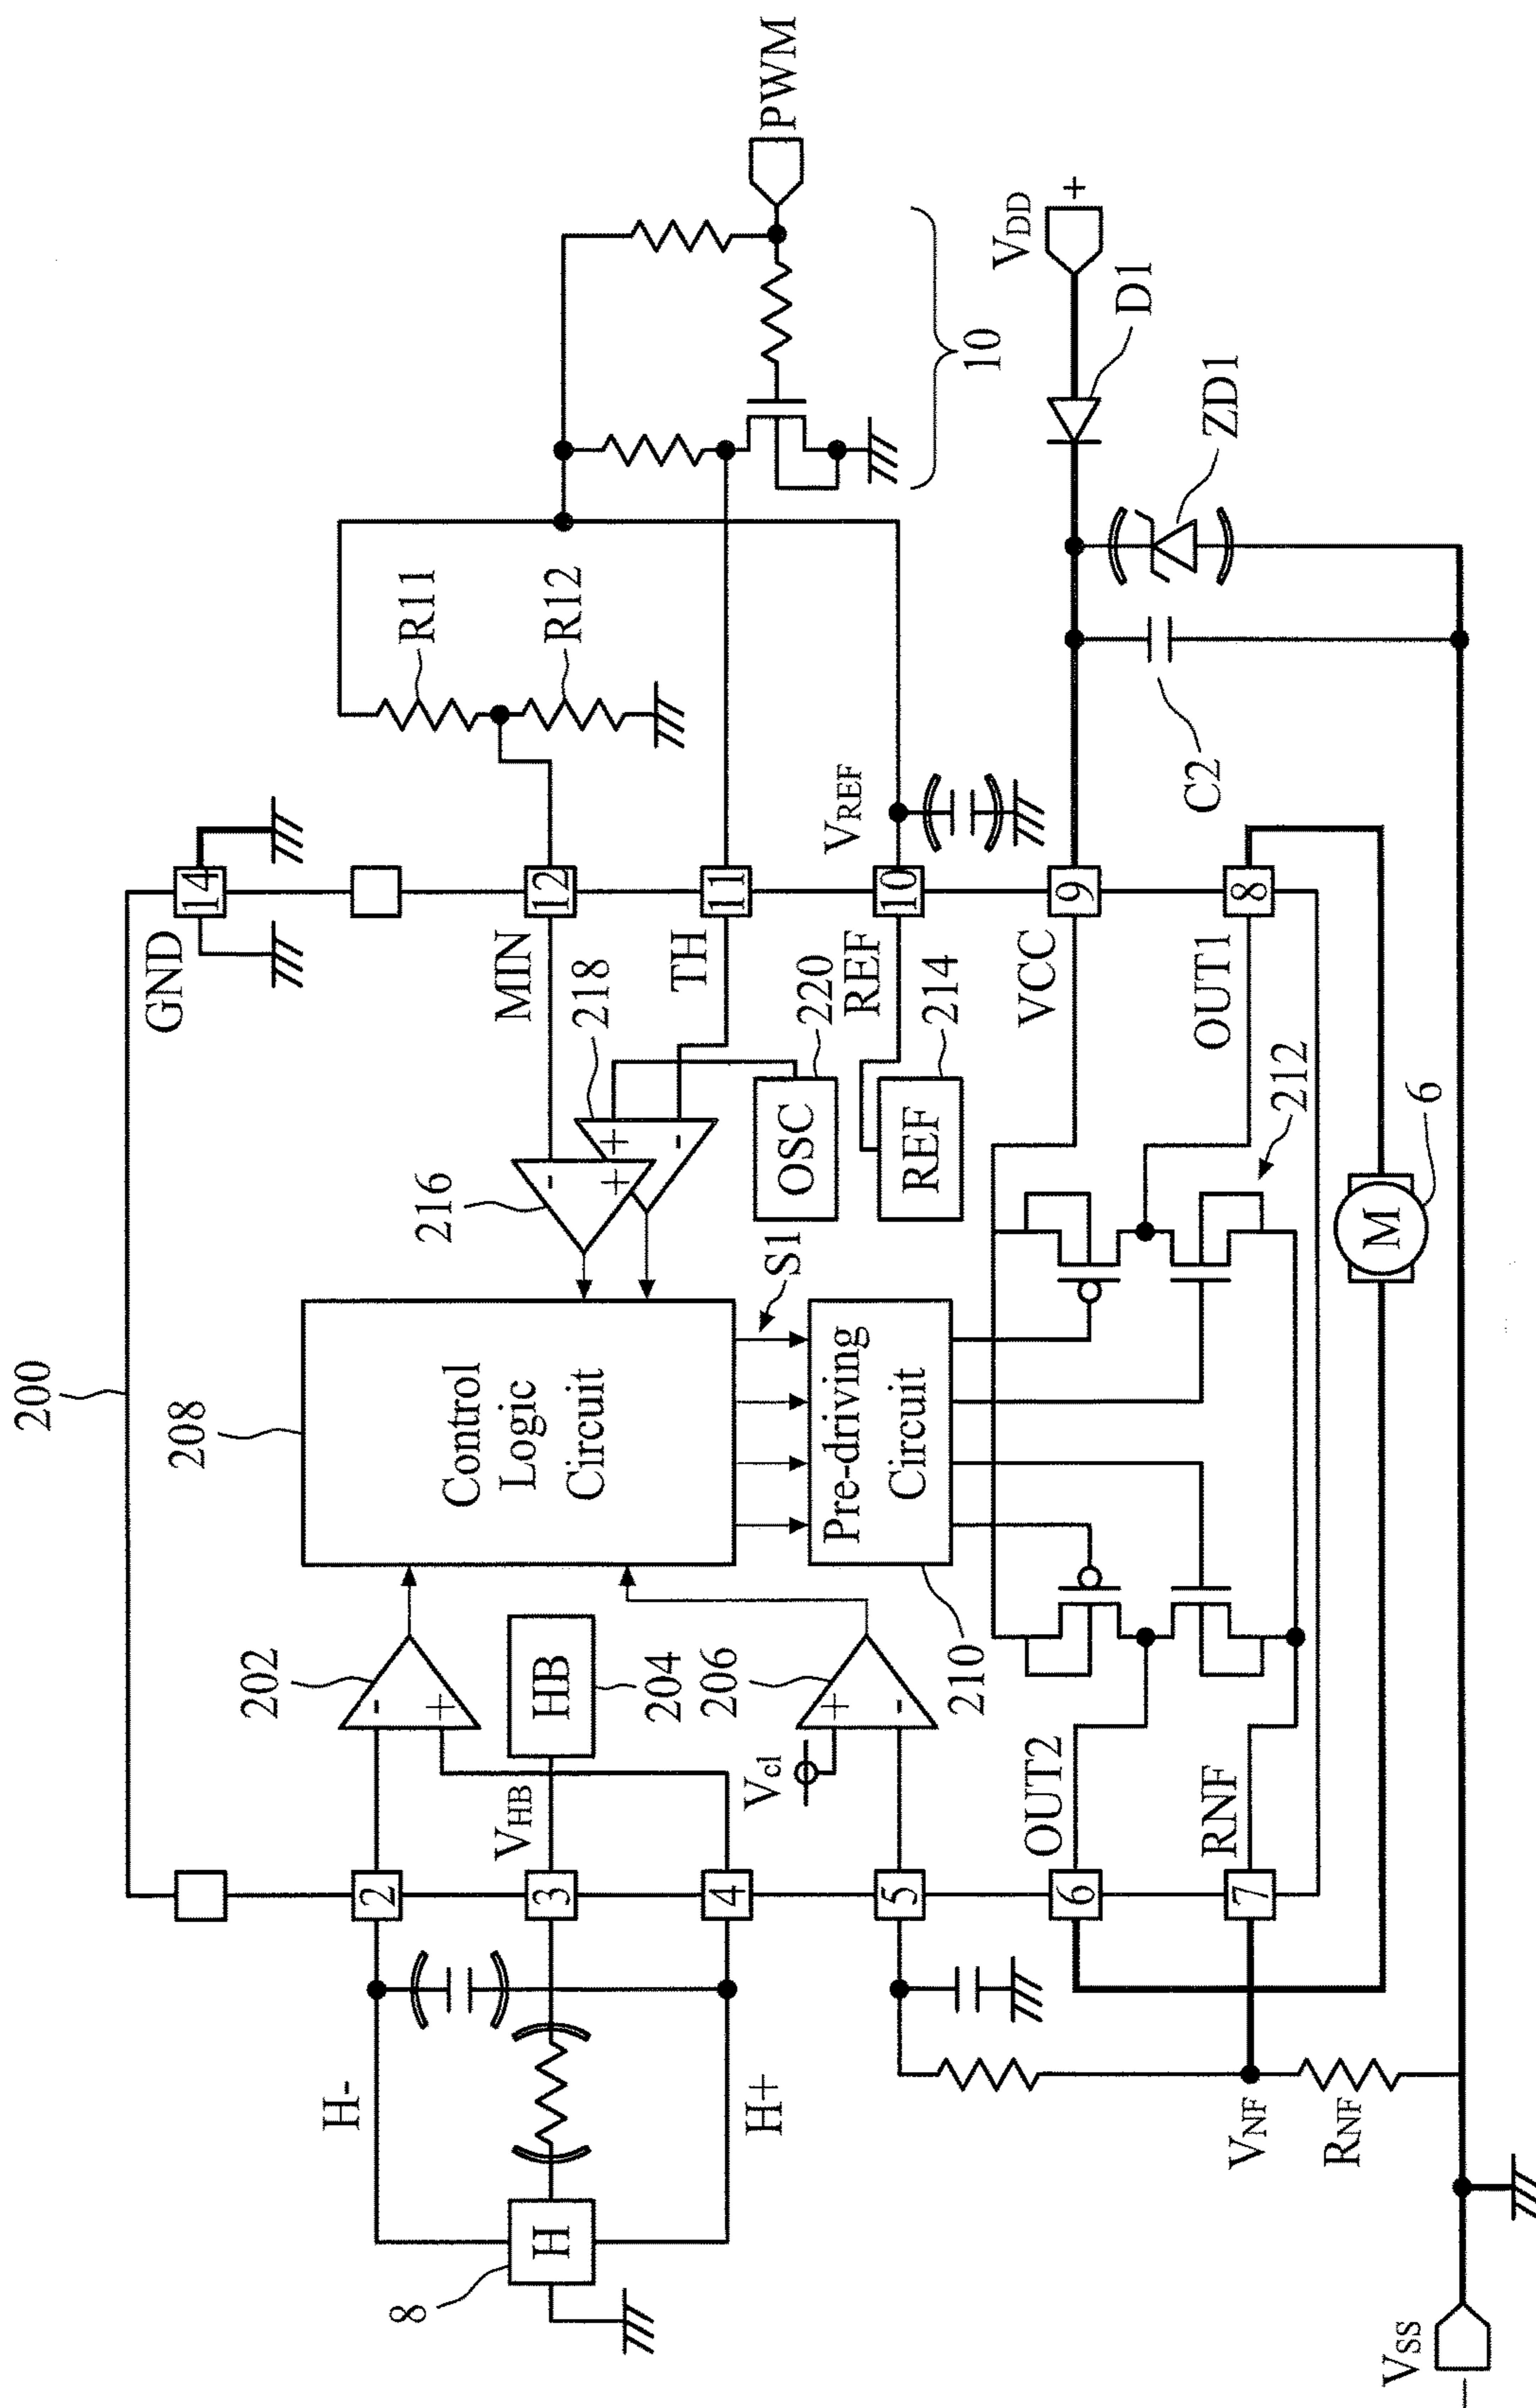 200
GND
14
208
Control
Logic
Circuit
216
218
MIN
12
R11
R12
TH
11
OSC
220
REF
214
REF
10
VREF
PWM
10
VDD
+
D1
ZD1
C2
VCC
9
OUT1
8
212
S1
Pre-driving
Circuit
210
202
-
+
HB
204
206
+
-
-
+
+
-
Vcl
VHB
2
3
4
5
6
7
OUT2
RNF
M
6
H-
H+
H
8
VNF
RNF
VSS
-